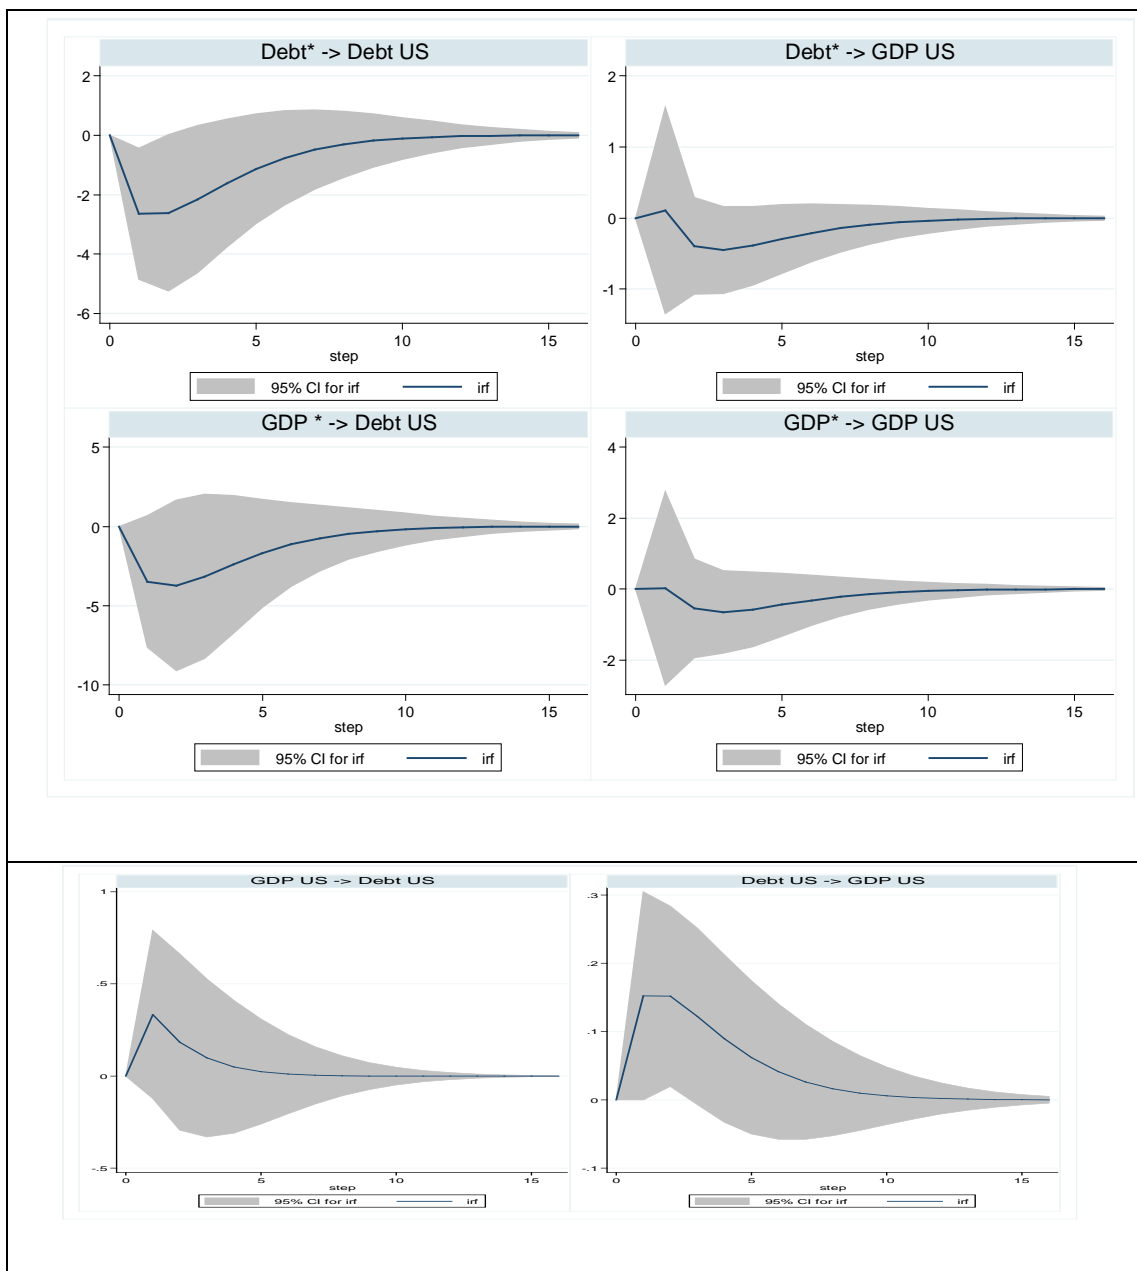 Debt* -> Debt US
2
0
-2
-4
-6
0 5 10 15
step
95% CI for irf irf
Debt* -> GDP US
2
1
0
-1
0 5 10 15
step
95% CI for irf irf
GDP * -> Debt US
5
0
-5
-10
0 5 10 15
step
95% CI for irf irf
GDP* -> GDP US
4
2
0
-2
0 5 10 15
step
95% CI for irf irf
GDP US -> Debt US
1
.5
0
-.5
0 5 10 15
step
95% CI for irf irf
Debt US -> GDP US
.3
.2
.1
0
-.1
0 5 10 15
step
95% CI for irf irf